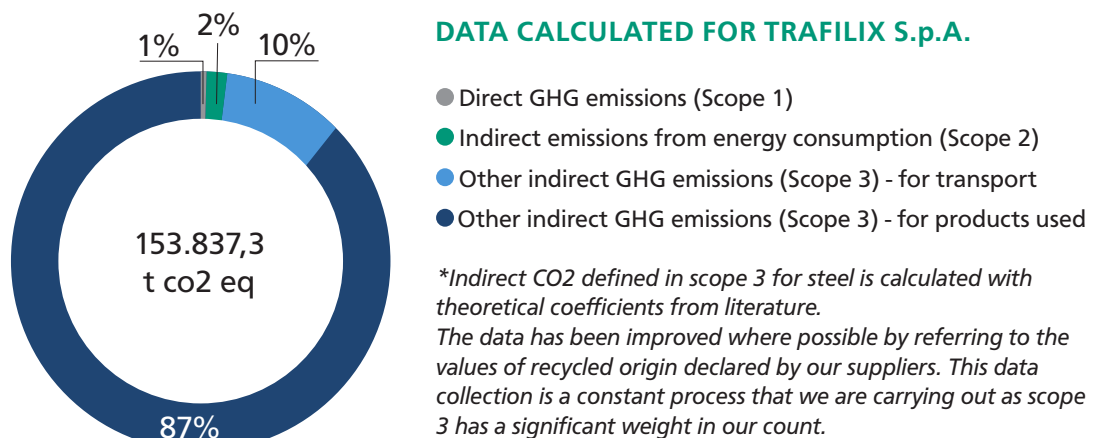 1%
2%
10%
153.837,3
t co2 eq
87%
DATA CALCULATED FOR TRAFILIX S.p.A.
Direct GHG emissions (Scope 1)
Indirect emissions from energy consumption (Scope 2)
Other indirect GHG emissions (Scope 3) - for transport
Other indirect GHG emissions (Scope 3) - for products used
*Indirect CO2 defined in scope 3 for steel is calculated with
theoretical coefficients from literature.
The data has been improved where possible by referring to the
values of recycled origin declared by our suppliers. This data
collection is a constant process that we are carrying out as scope
3 has a significant weight in our count.